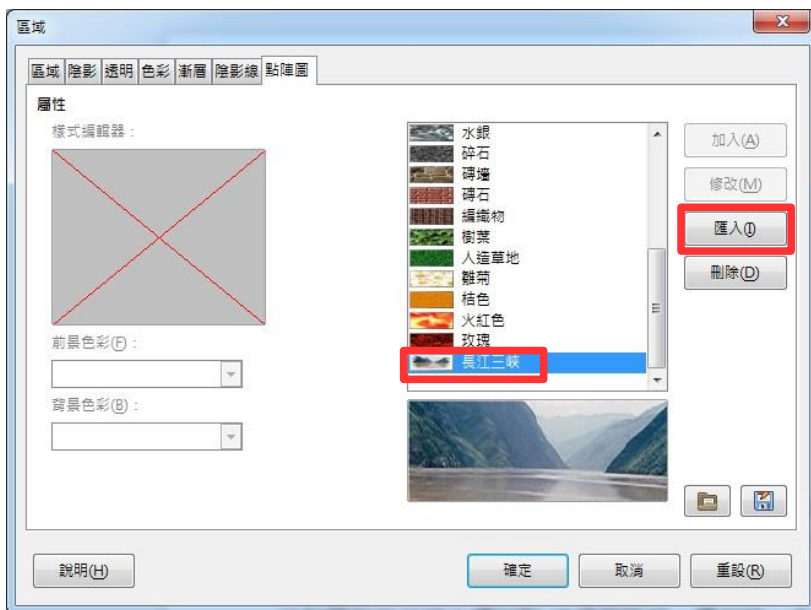 區域
區域 陰影 透明 色彩 漸層 陰影線 點陣圖
屬性
樣式編輯器：
水銀
碎石
磚墻
磚石
編織物
樹葉
人造草地
雛菊
桔色
火紅色
玫瑰
長江三峽
加入(A)
修改(M)
匯入(I)
刪除(D)
前景色彩(F)：
背景色彩(B)：
說明(H)
確定
取消
重設(R)